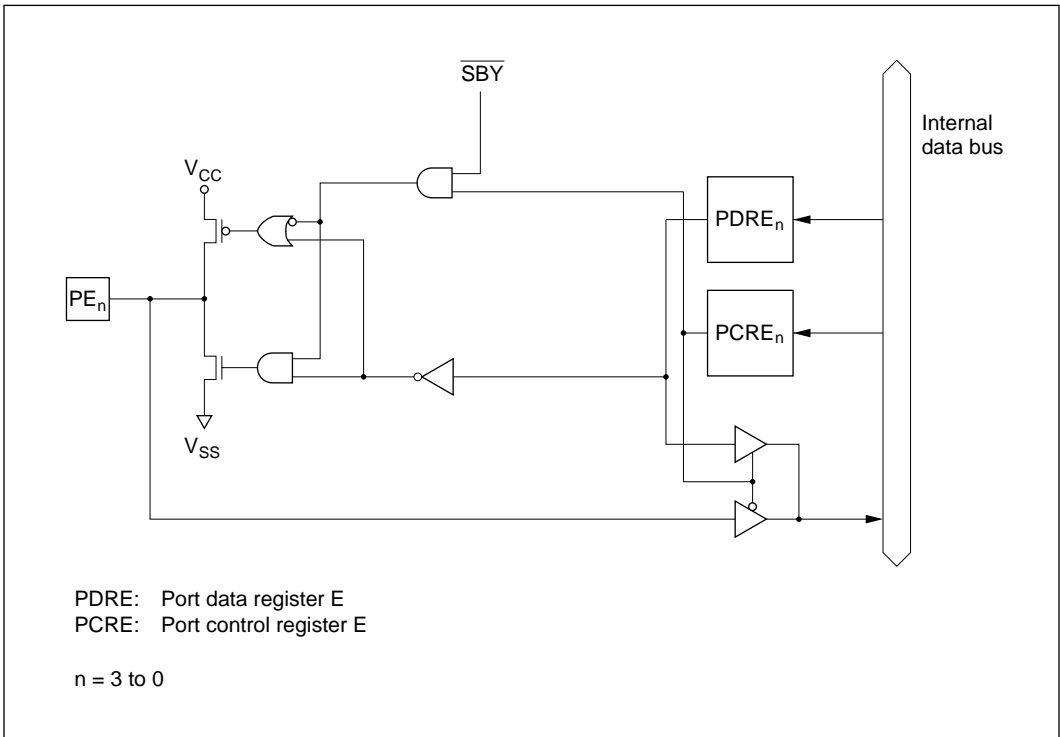 SBY
Internal
data bus
VCC
PDREn
PEn
PCREn
VSS
PDRE: Port data register E
PCRE: Port control register E
n = 3 to 0